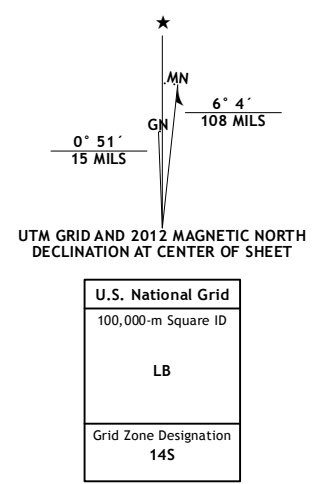 ★
MN
GN
6° 4´
108 MILS
0° 51´
15 MILS
UTM GRID AND 2012 MAGNETIC NORTH
DECLINATION AT CENTER OF SHEET
U.S. National Grid
100,000-m Square ID
LB
Grid Zone Designation
14S